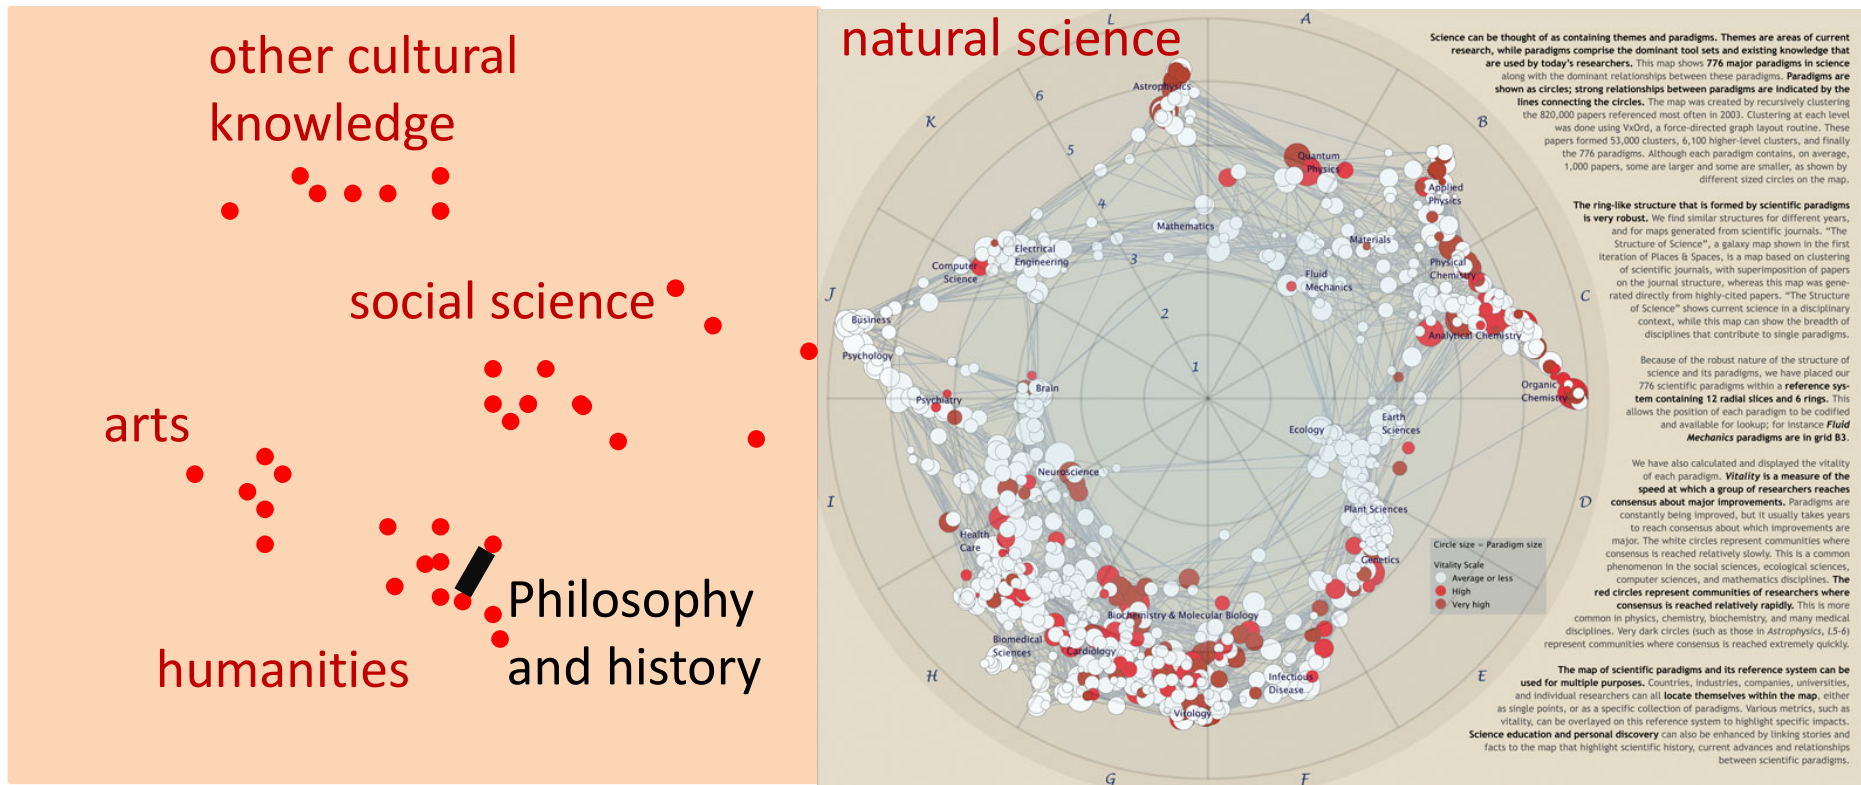 other cultural
knowledge
social science
arts
humanities
Philosophy
and history
natural science
L
A
K
B
J
C
I
D
H
E
G
F
6
5
4
3
2
1
Astrophysics
Quantum
Physics
Applied
Physics
Mathematics
Materials
Electrical
Engineering
Computer
Science
Physical
Chemistry
Fluid
Mechanics
Business
Analytical Chemistry
Psychology
Organic
Chemistry
Psychiatry
Brain
Earth
Sciences
Ecology
Neuroscience
Plant Sciences
Health
Care
Genetics
Biochemistry & Molecular Biology
Biomedical
Sciences
Cardiology
Infectious
Disease
Virology
Circle size = Paradigm size
Vitality Scale
Average or less
High
Very high
Science can be thought of as containing themes and paradigms. Themes are areas of current
research, while paradigms comprise the dominant tool sets and existing knowledge that
are used by today's researchers. This map shows 776 major paradigms in science
along with the dominant relationships between these paradigms. Paradigms are
shown as circles; strong relationships between paradigms are indicated by the
lines connecting the circles. The map was created by recursively clustering
the 820,000 papers referenced most often in 2003. Clustering at each level
was done using VxOrd, a force-directed graph layout routine. These
papers formed 53,000 clusters, 6,100 higher-level clusters, and finally
the 776 paradigms. Although each paradigm contains, on average,
1,000 papers, some are larger and some are smaller, as shown by
different sized circles on the map.
The ring-like structure that is formed by scientific paradigms
is very robust. We find similar structures for different years,
and for maps generated from scientific journals. "The
Structure of Science", a galaxy map shown in the first
iteration of Places & Spaces, is a map based on clustering
of scientific journals, with superimposition of papers
on the journal structure, whereas this map was gene-
rated directly from highly-cited papers. "The Structure
of Science" shows current science in a disciplinary
context, while this map can show the breadth of
disciplines that contribute to single paradigms.
Because of the robust nature of the structure of
science and its paradigms, we have placed our
776 scientific paradigms within a reference sys-
tem containing 12 radial slices and 6 rings. This
allows the position of each paradigm to be codified
and available for lookup; for instance Fluid
Mechanics paradigms are in grid B3.
We have also calculated and displayed the vitality
of each paradigm. Vitality is a measure of the
speed at which a group of researchers reaches
consensus about major improvements. Paradigms are
constantly being improved, but it usually takes years
to reach consensus about which improvements are
major. The white circles represent communities where
consensus is reached relatively slowly. This is a common
phenomenon in the social sciences, ecological sciences,
computer sciences, and mathematics disciplines. The
red circles represent communities of researchers where
consensus is reached relatively rapidly. This is more
common in physics, chemistry, biochemistry, and many medical
disciplines. Very dark circles (such as those in Astrophysics, L5-6)
represent communities where consensus is reached extremely quickly.
The map of scientific paradigms and its reference system can be
used for multiple purposes. Countries, industries, companies, universities,
and individual researchers can all locate themselves within the map, either
as single points, or as a specific collection of paradigms. Various metrics, such as
vitality, can be overlayed on this reference system to highlight specific impacts.
Science education and personal discovery can also be enhanced by linking stories and
facts to the map that highlight scientific history, current advances and relationships
between scientific paradigms.